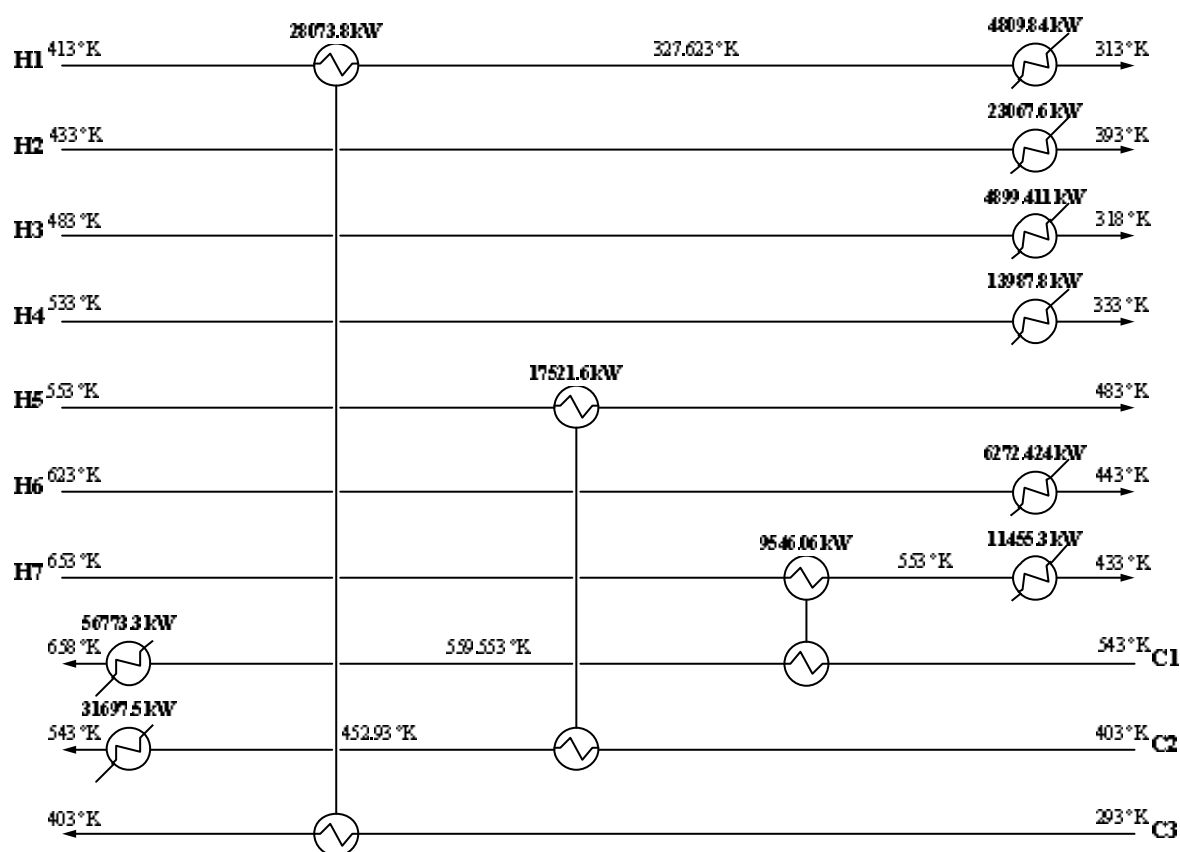 28073.8kW 4809.84kW
H1 413°K 327.623°K 313°K
23067.6kW
H2 433°K 393°K
4899.411kW
H3 483°K 318°K
13987.8kW
H4 533°K 333°K
17521.6kW
H5 553°K 483°K
6272.424kW
H6 623°K 443°K
9546.06kW 11455.3kW
H7 653°K 553°K 433°K
56773.3kW
658°K 559.553°K 543°K C1
31697.5kW
543°K 452.93°K 403°K C2
403°K 293°K C3